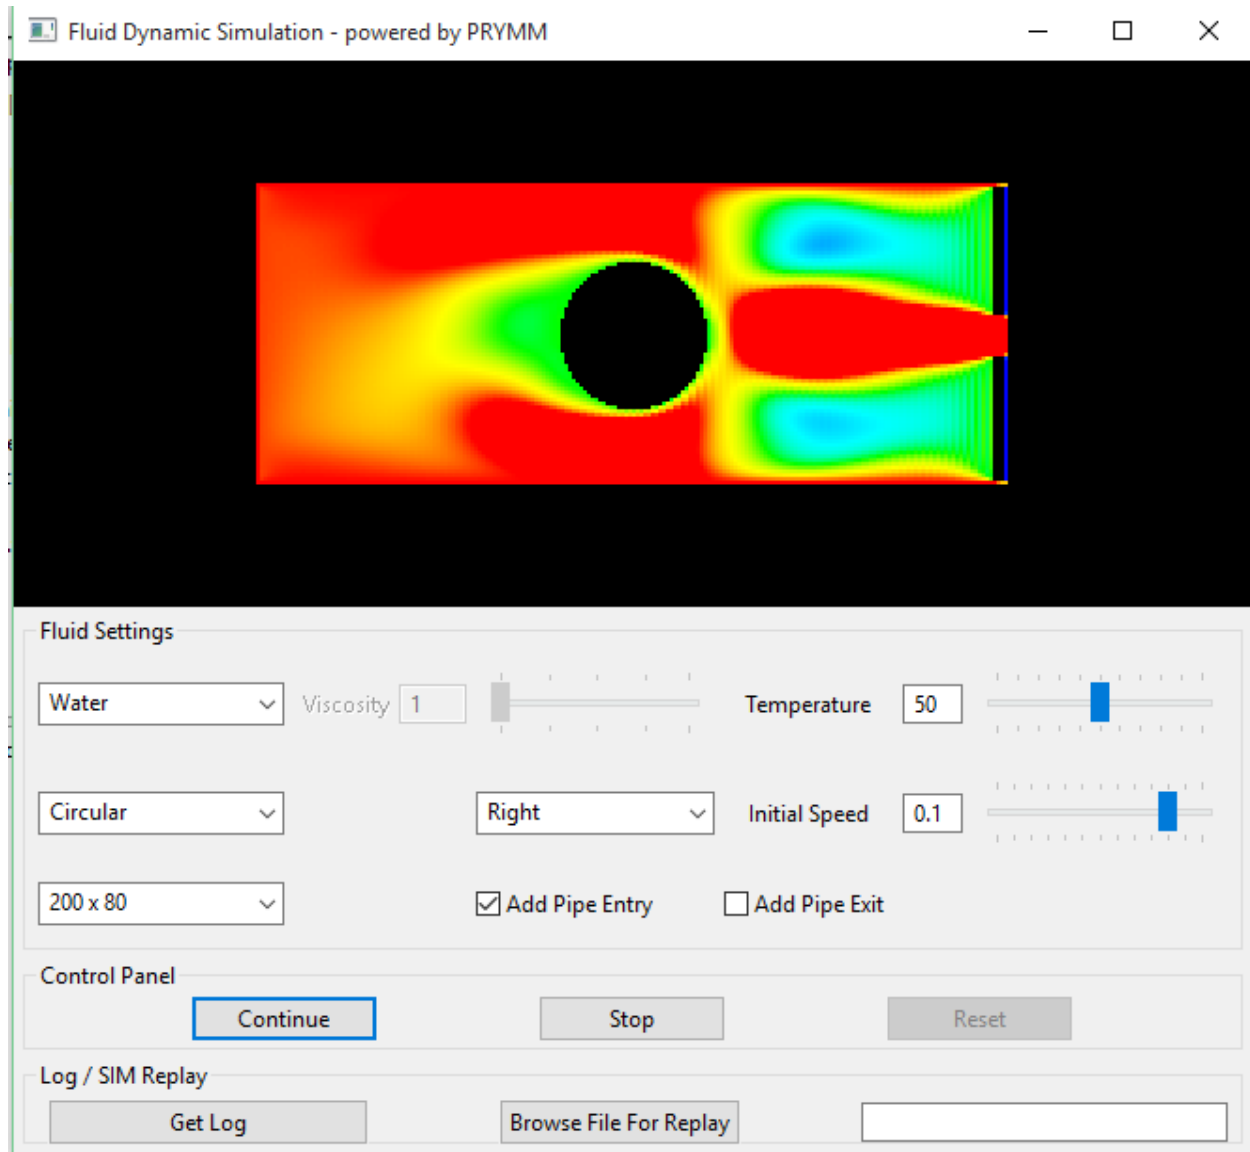 Fluid Dynamic Simulation - powered by PRYMM
Fluid Settings
Water Viscosity 1 Temperature 50
Circular Right Initial Speed 0.1
200 x 80 Add Pipe Entry Add Pipe Exit
Control Panel
Continue Stop Reset
Log / SIM Replay
Get Log Browse File For Replay